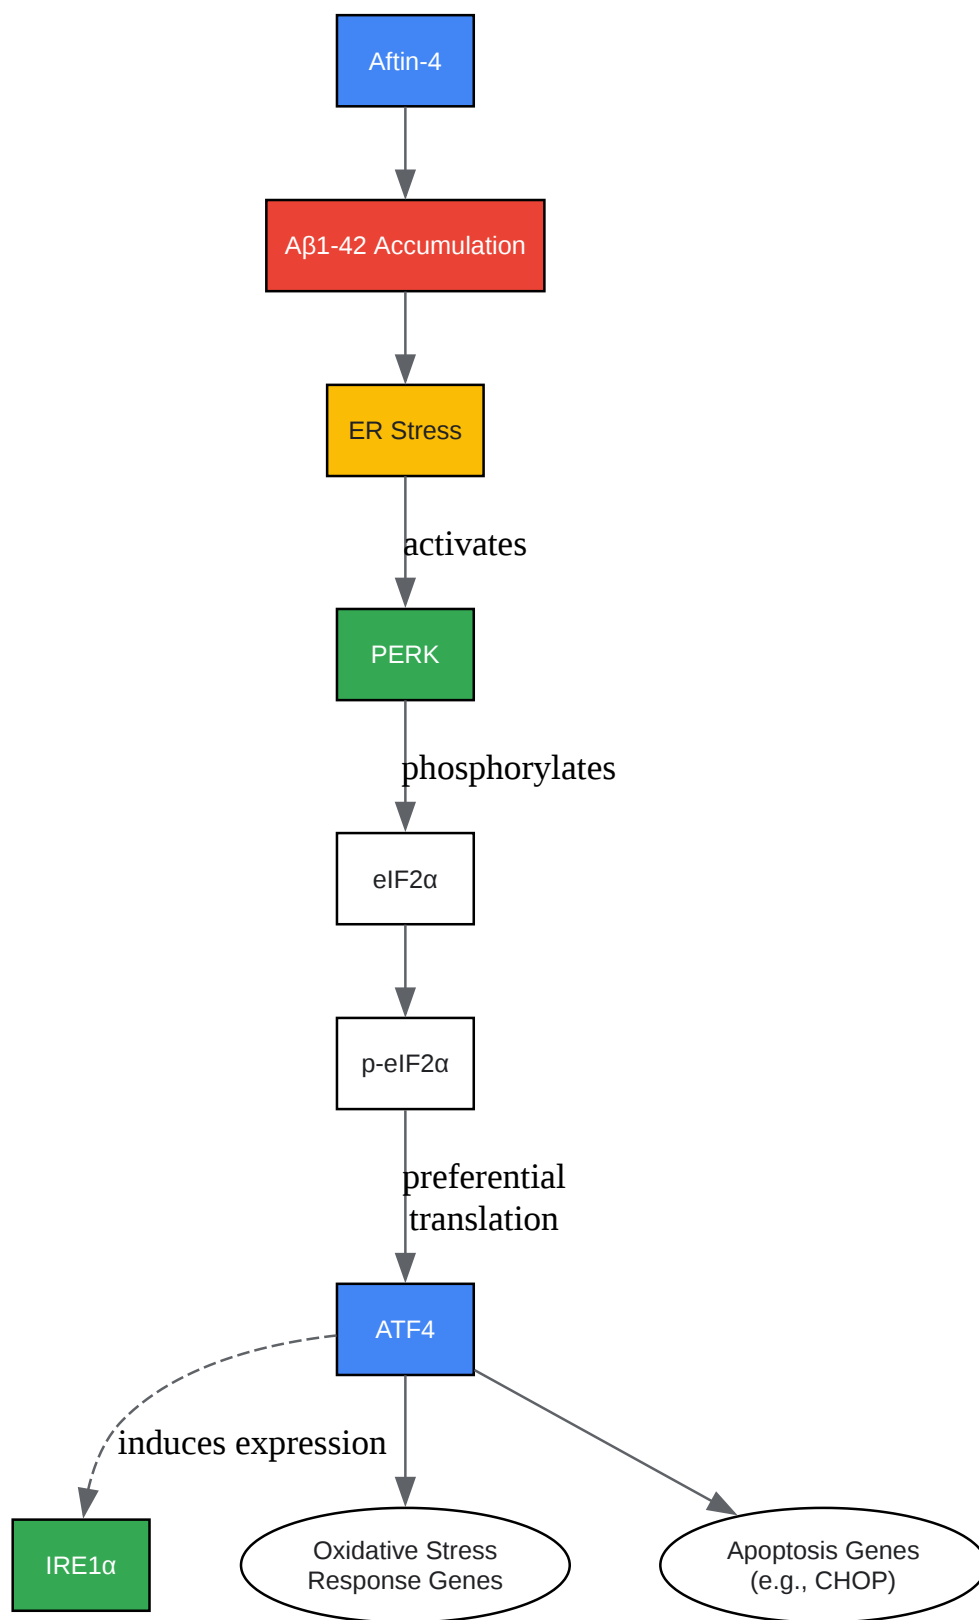 Aftin-4
Aβ1-42 Accumulation
ER Stress
activates
PERK
phosphorylates
eIF2α
p-eIF2α
preferential
translation
ATF4
induces expression
IRE1α
Oxidative Stress
Response Genes
Apoptosis Genes
(e.g., CHOP)